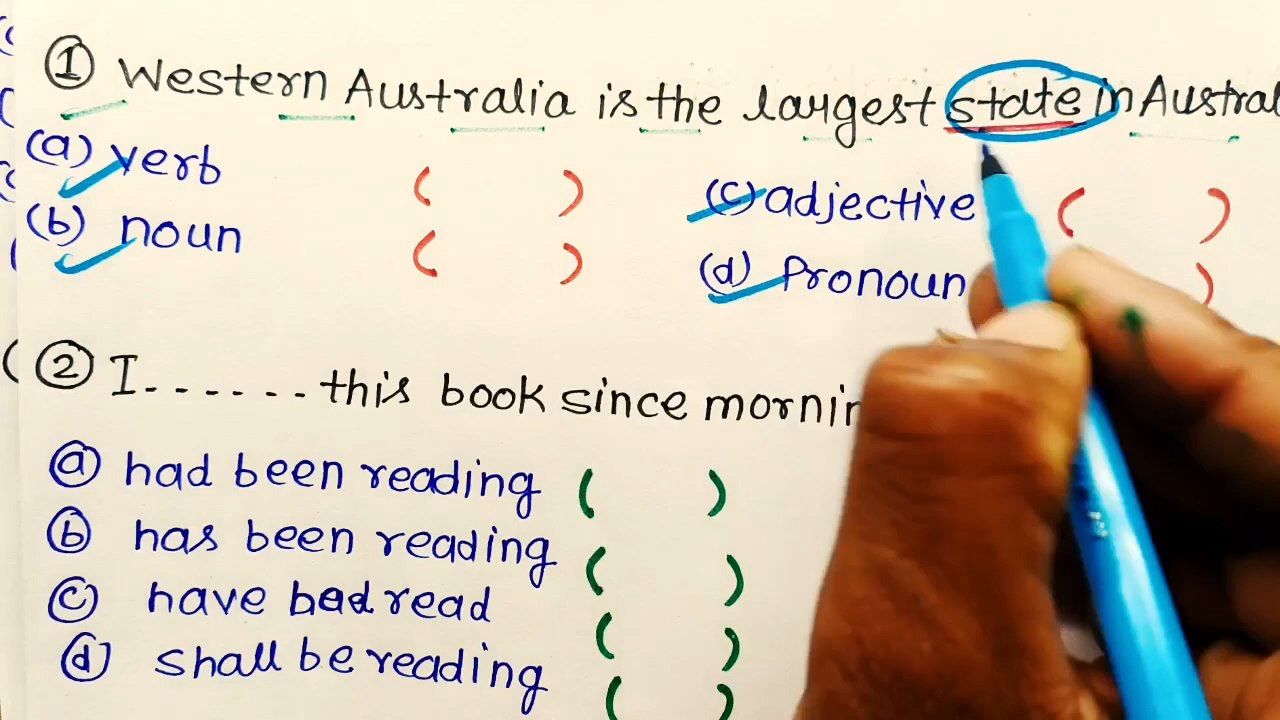 ① Western Australia is the largest state in Austral
(a) verb ( )
(c) adjective ( )
(b) noun ( )
(d) Pronoun )
② I...... this book since mornin
ⓐ had been reading ( )
ⓑ has been reading ( )
ⓒ have bed read ( )
ⓓ shall be reading ( )